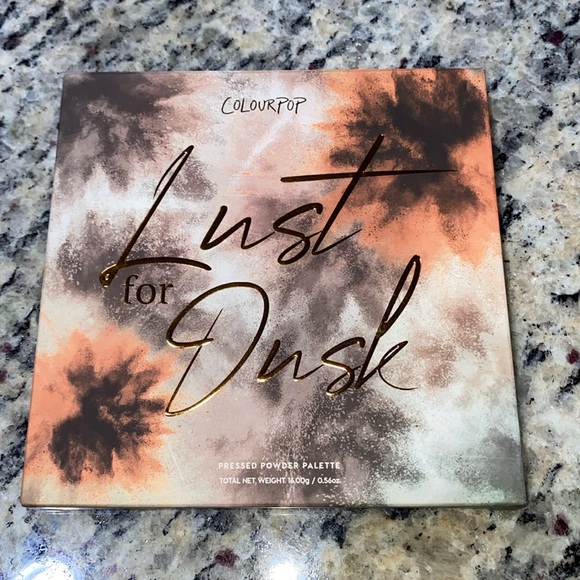 COLOURPOP
Lust
for
Dusk
PRESSED POWDER PALETTE
TOTAL NET WEIGHT 16.00g / 0.56oz.